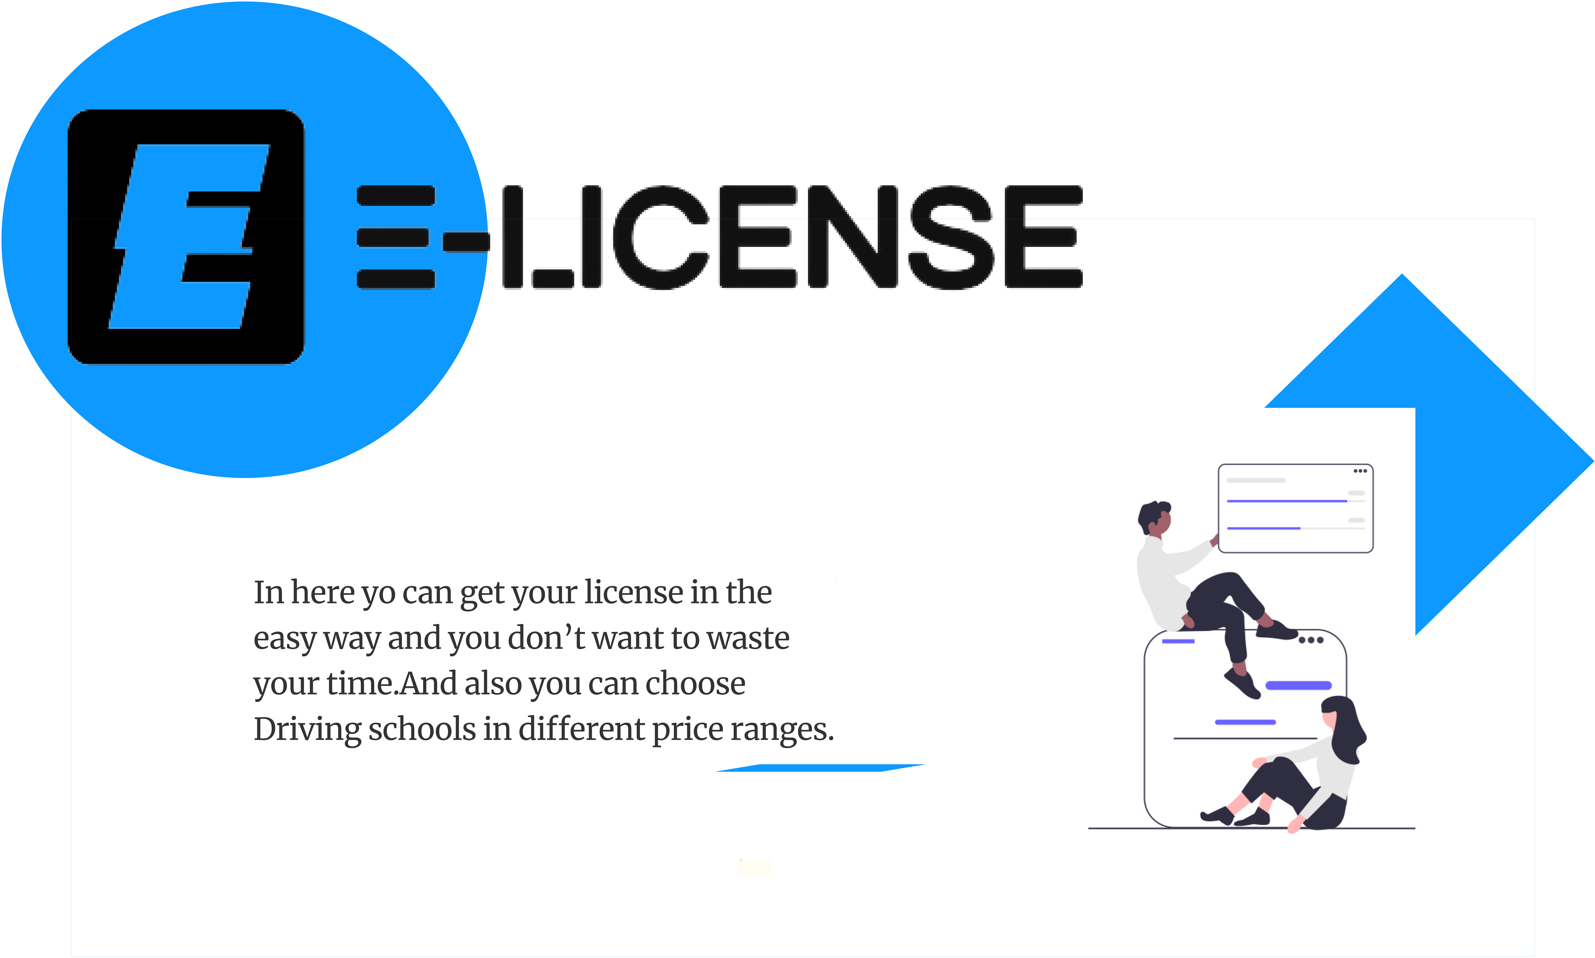 E
E-LICENSE
In here yo can get your license in the
easy way and you don’t want to waste
your time.And also you can choose
Driving schools in different price ranges.